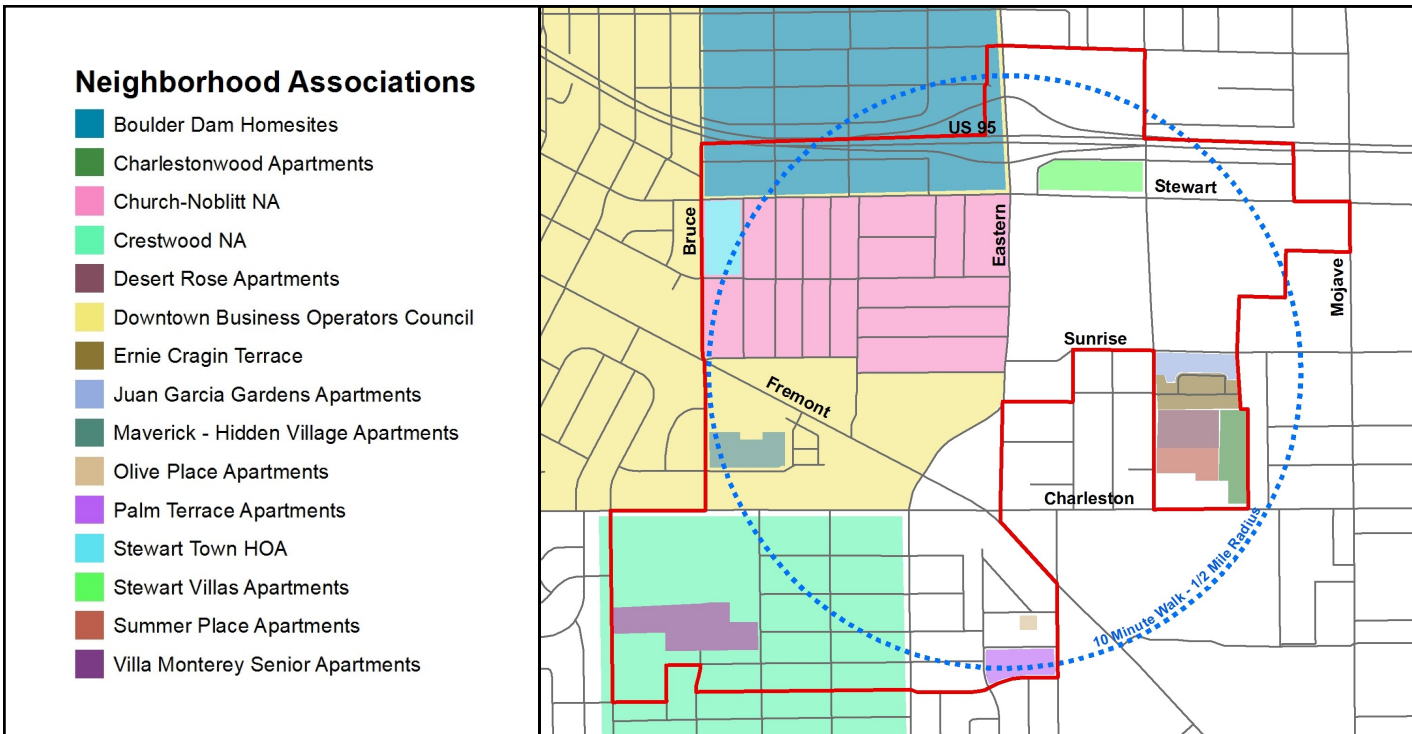 Neighborhood Associations
Boulder Dam Homesites
Charlestonwood Apartments
Church-Noblitt NA
Crestwood NA
Desert Rose Apartments
Downtown Business Operators Council
Ernie Cragin Terrace
Juan Garcia Gardens Apartments
Maverick - Hidden Village Apartments
Olive Place Apartments
Palm Terrace Apartments
Stewart Town HOA
Stewart Villas Apartments
Summer Place Apartments
Villa Monterey Senior Apartments
US 95
Stewart
Bruce
Eastern
Mojave
Sunrise
Fremont
Charleston
10 Minute Walk - 1/2 Mile Radius